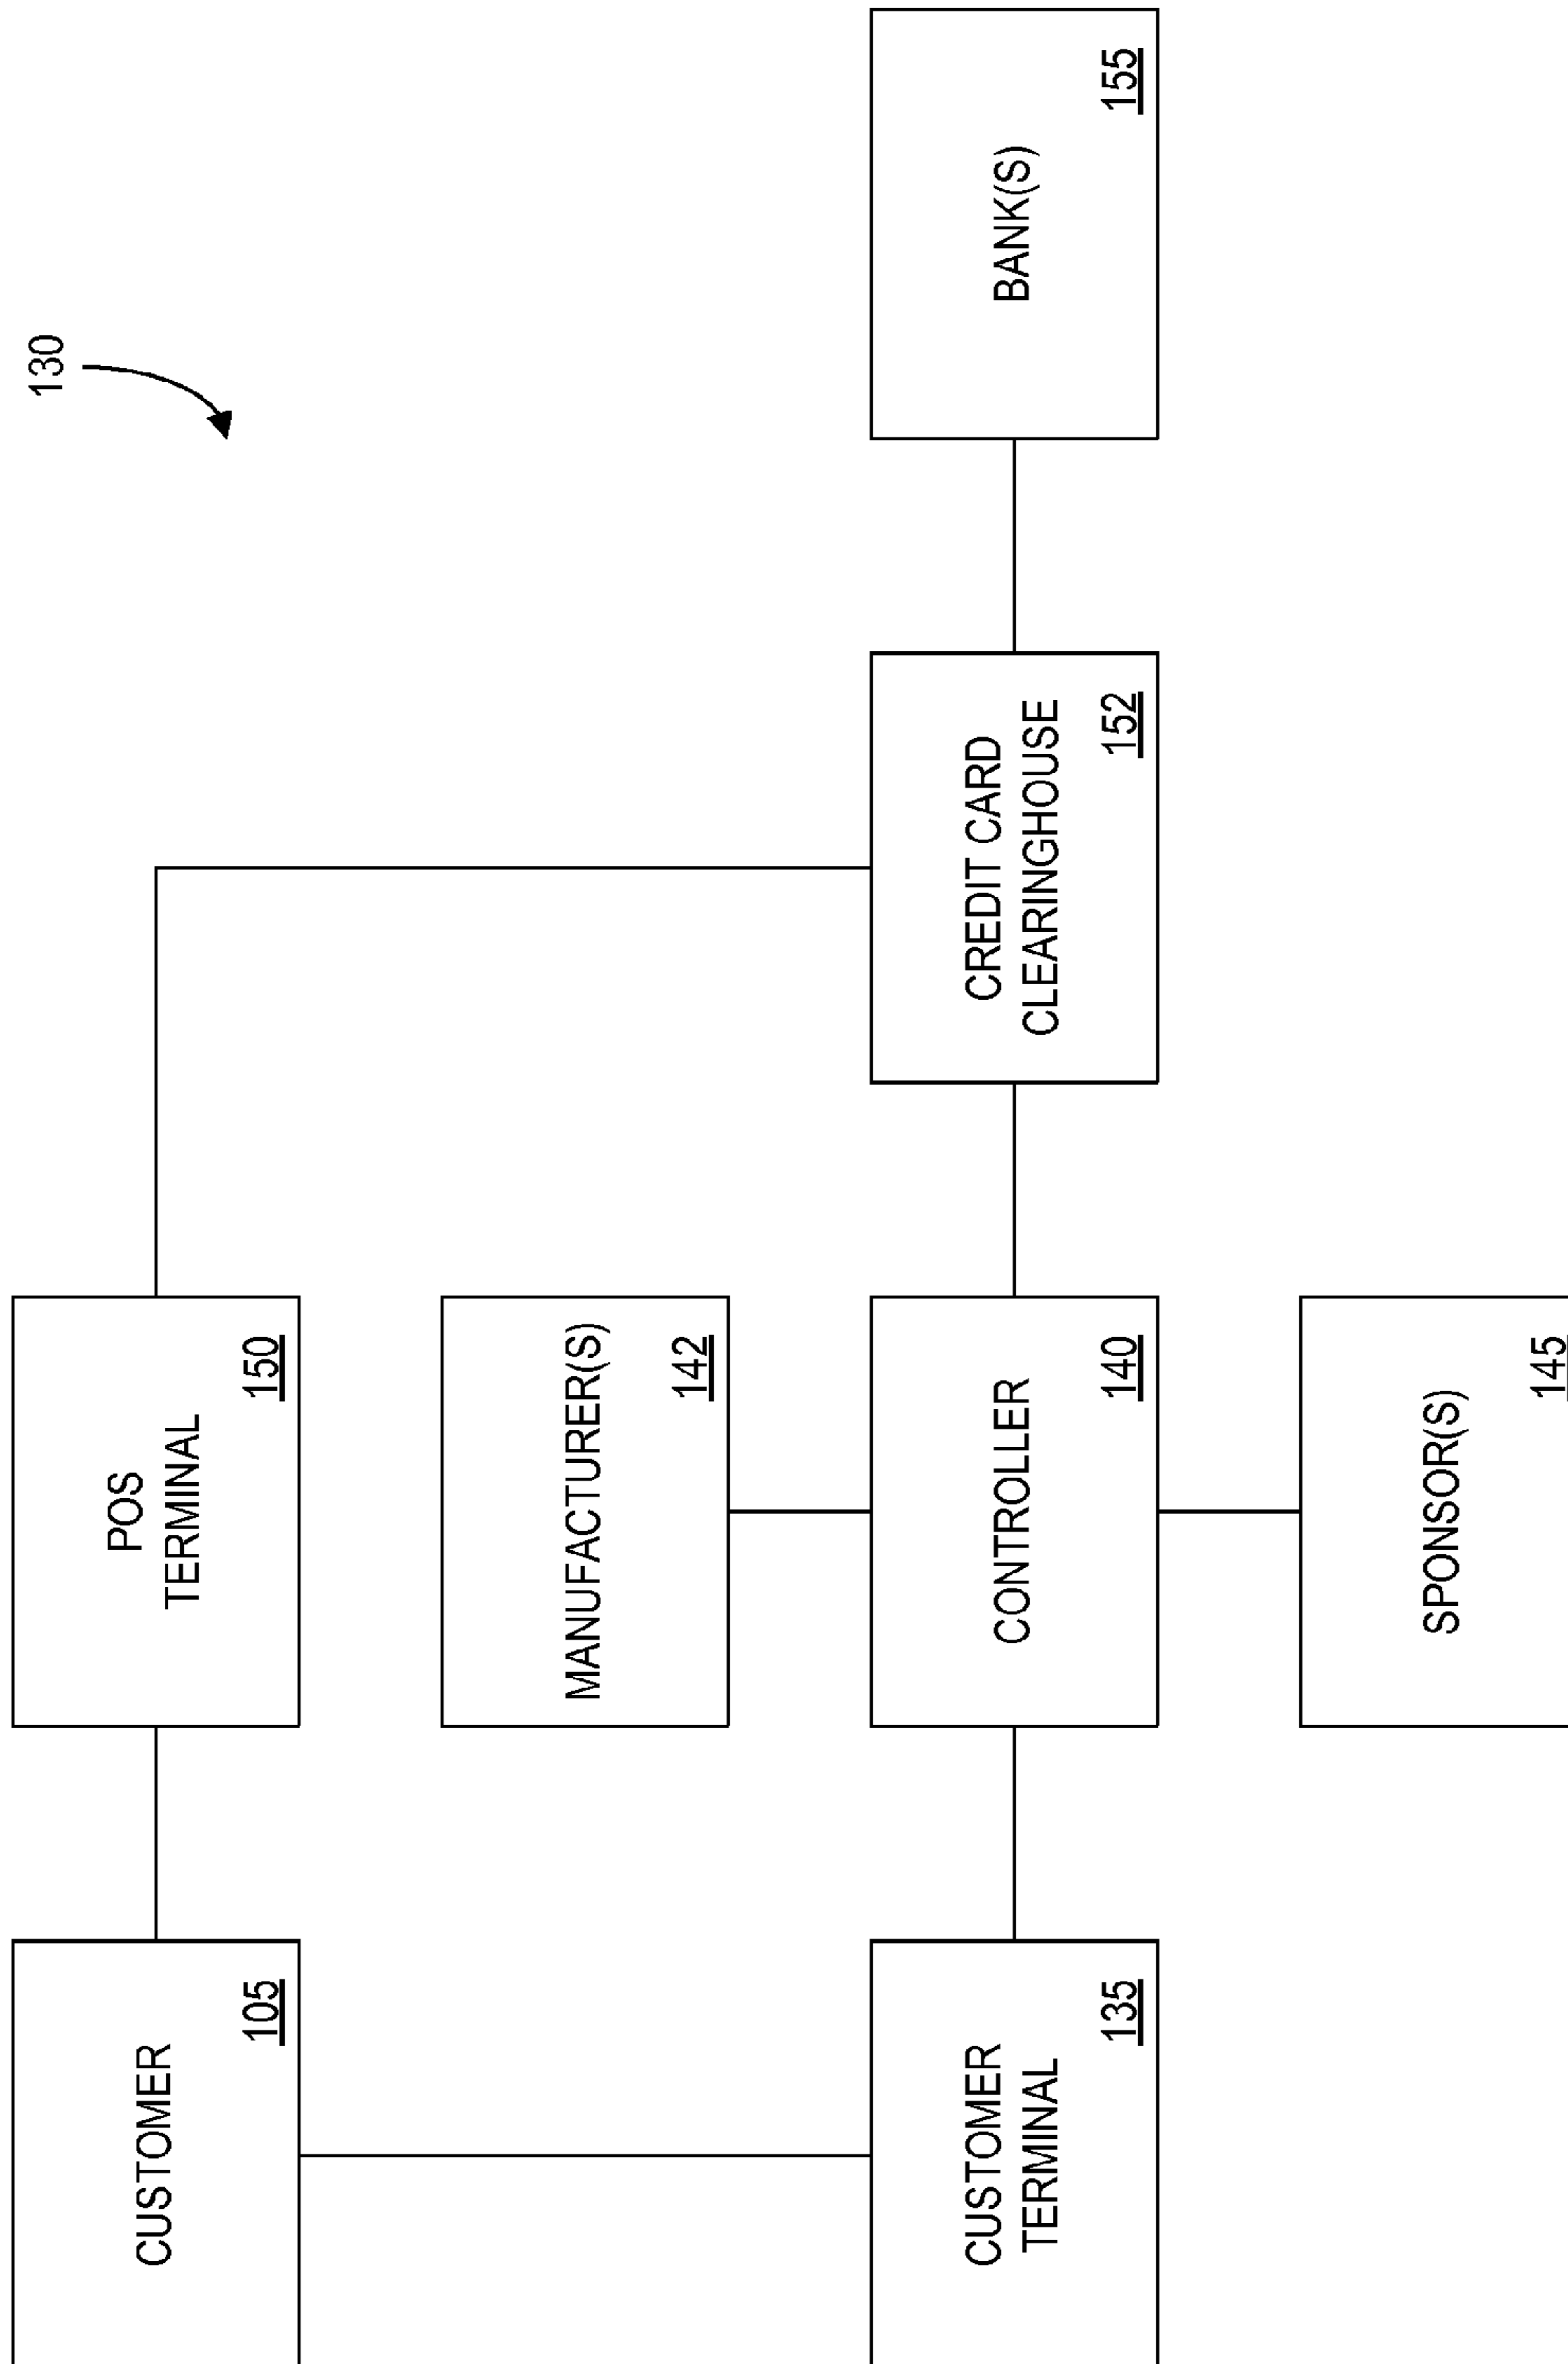 130
CUSTOMER
105
POS
TERMINAL
150
MANUFACTURER(S)
142
CUSTOMER
TERMINAL
135
CONTROLLER
140
CREDIT CARD
CLEARINGHOUSE
152
BANK(S)
155
SPONSOR(S)
145